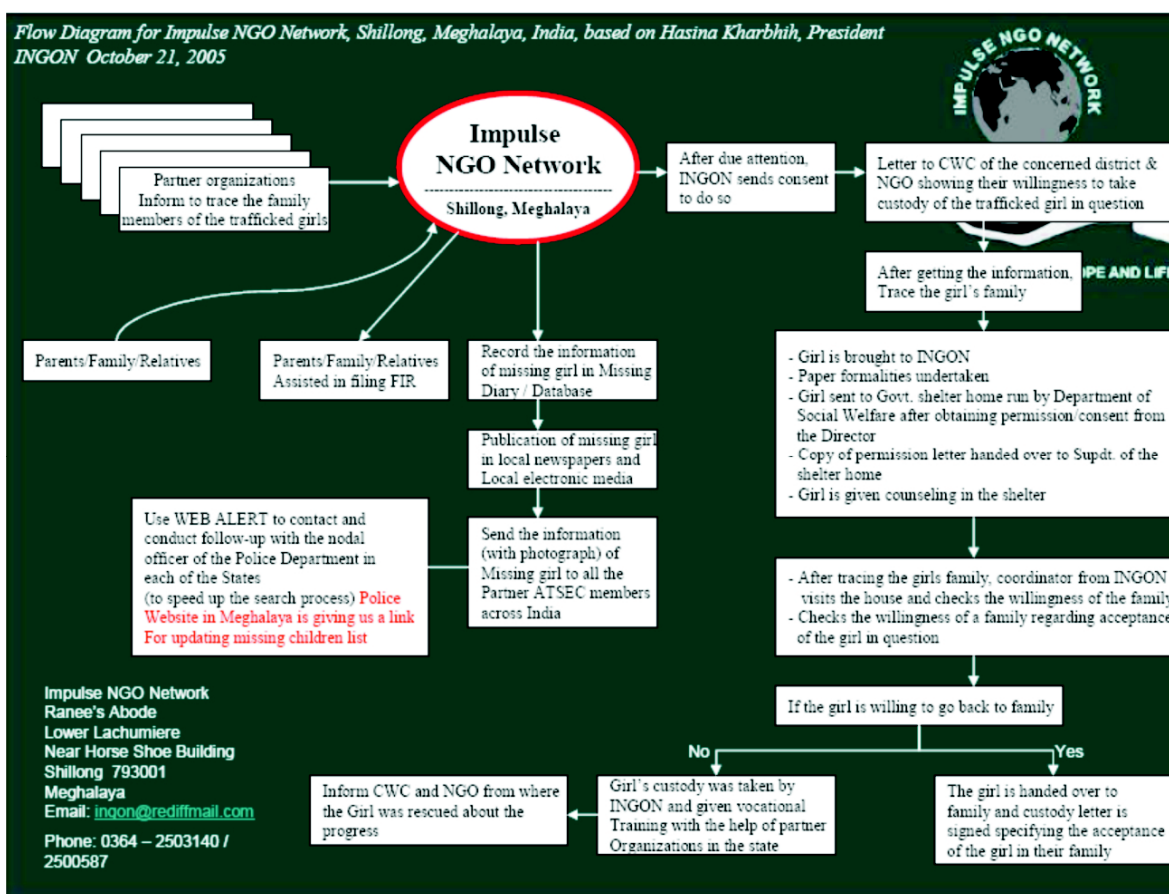 Flow Diagram for Impulse NGO Network, Shillong, Meghalaya, India, based on Hasina Kharbhih, President
INGON October 21, 2005
IMPULSE NGO NETWORK
Partner organizations
Inform to trace the family
members of the trafficked girls
Impulse
NGO Network
Shillong, Meghalaya
After due attention,
INGON sends consent
to do so
Letter to CWC of the concerned district &
NGO showing their willingness to take
custody of the trafficked girl in question
OPE AND LIFE
After getting the information,
Trace the girl's family
Parents/Family/Relatives
Parents/Family/Relatives
Assisted in filing FIR
Record the information
of missing girl in Missing
Diary / Database
- Girl is brought to INGON
- Paper formalities undertaken
- Girl sent to Govt. shelter home run by Department of
Social Welfare after obtaining permission/consent from
the Director
- Copy of permission letter handed over to Supdt. of the
shelter home
- Girl is given counseling in the shelter
Publication of missing girl
in local newspapers and
Local electronic media
Use WEB ALERT to contact and
conduct follow-up with the nodal
officer of the Police Department in
each of the States
(to speed up the search process) Police
Website in Meghalaya is giving us a link
For updating missing children list
Send the information
(with photograph) of
Missing girl to all the
Partner ATSEC members
across India
- After tracing the girls family, coordinator from INGON
visits the house and checks the willingness of the family
- Checks the willingness of a family regarding acceptance
of the girl in question
If the girl is willing to go back to family
No
Yes
Inform CWC and NGO from where
the Girl was rescued about the
progress
Girl's custody was taken by
INGON and given vocational
Training with the help of partner
Organizations in the state
The girl is handed over to
family and custody letter is
signed specifying the acceptance
of the girl in their family
Impulse NGO Network
Ranee's Abode
Lower Lachumiere
Near Horse Shoe Building
Shillong 793001
Meghalaya
Email: ingon@rediffmail.com
Phone: 0364 – 2503140 /
2500587